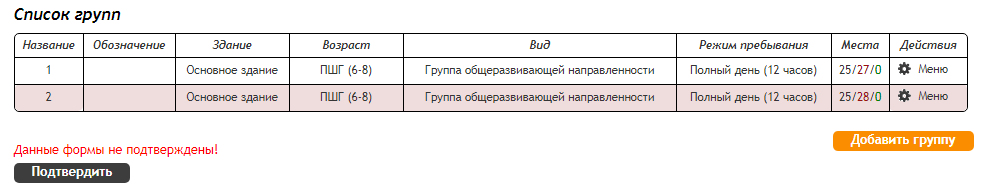 Список групп
Название Обозначение Здание Возраст Вид Режим пребывания Места Действия
1 Основное здание ПШГ (6-8) Группа общеразвивающей направленности Полный день (12 часов) 25/27/0 Меню
2 Основное здание ПШГ (6-8) Группа общеразвивающей направленности Полный день (12 часов) 25/28/0 Меню
Добавить группу
Данные формы не подтверждены!
Подтвердить